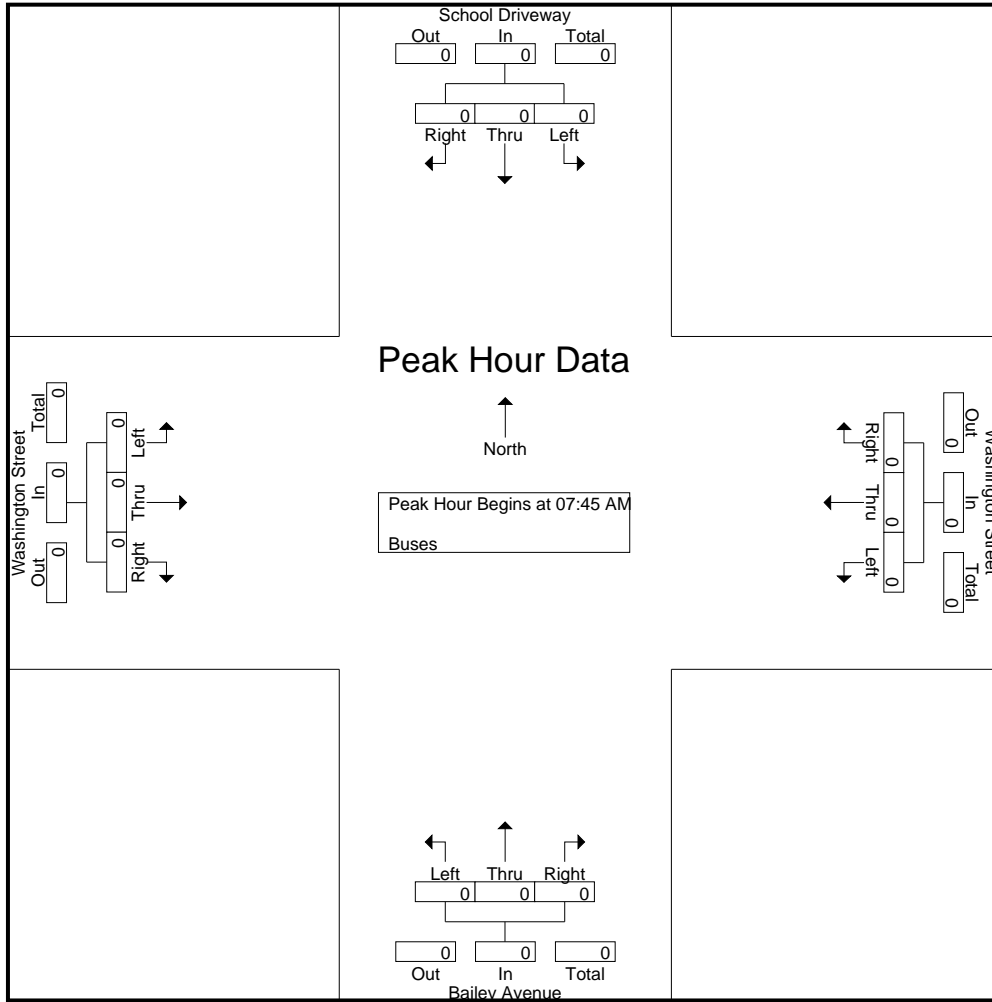 School Driveway
Out In Total
0 0 0
0 0 0
Right Thru Left
Peak Hour Data
North
Peak Hour Begins at 07:45 AM
Buses
Washington Street
Total In Out
0 0 0
0 0 0
Left Thru Right
Washington Street
Out In Total
0 0 0
0 0 0
Right Thru Left
Left Thru Right
0 0 0
0 0 0
Out In Total
Bailey Avenue